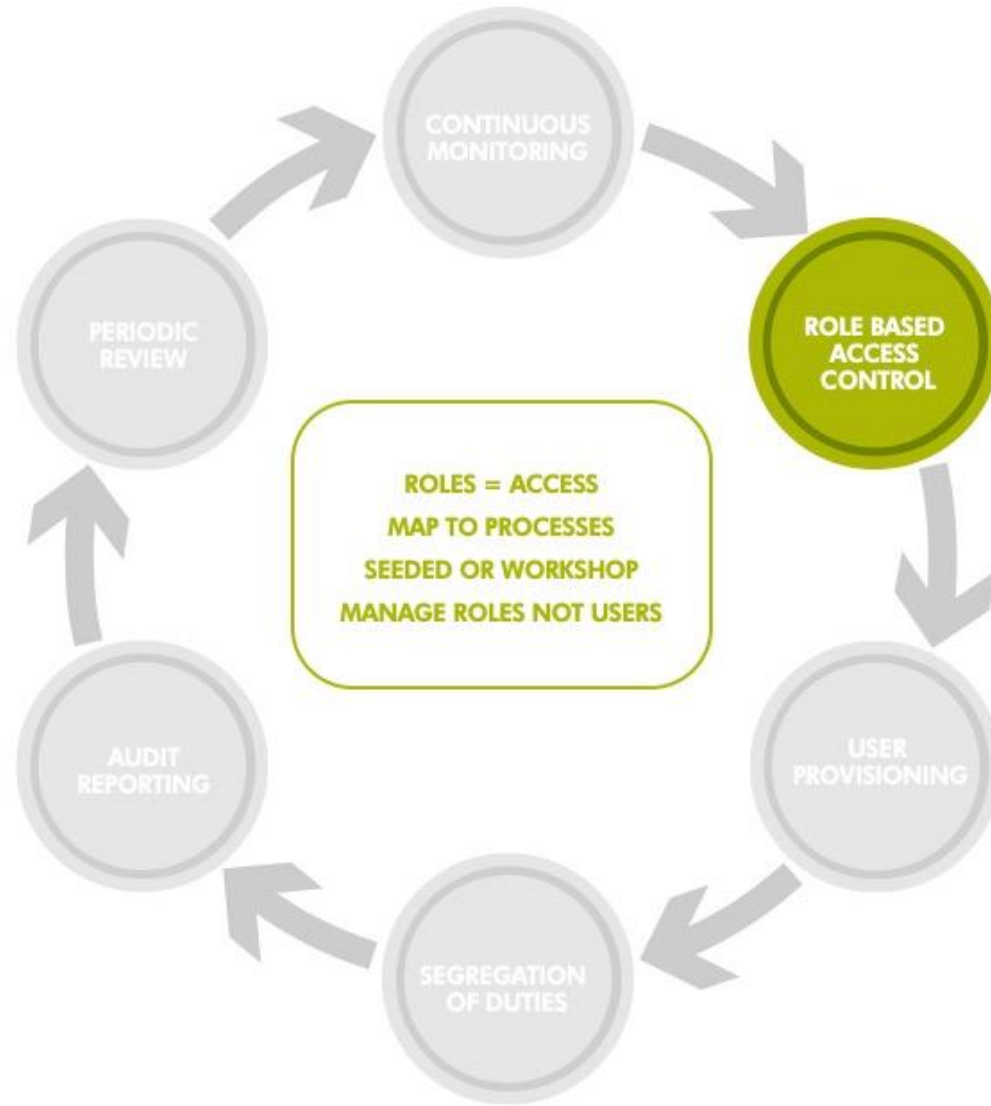 CONTINUOUS
MONITORING
ROLE BASED
ACCESS
CONTROL
USER
PROVISIONING
SEGREGATION
OF DUTIES
AUDIT
REPORTING
PERIODIC
REVIEW
ROLES = ACCESS
MAP TO PROCESSES
SEEDED OR WORKSHOP
MANAGE ROLES NOT USERS